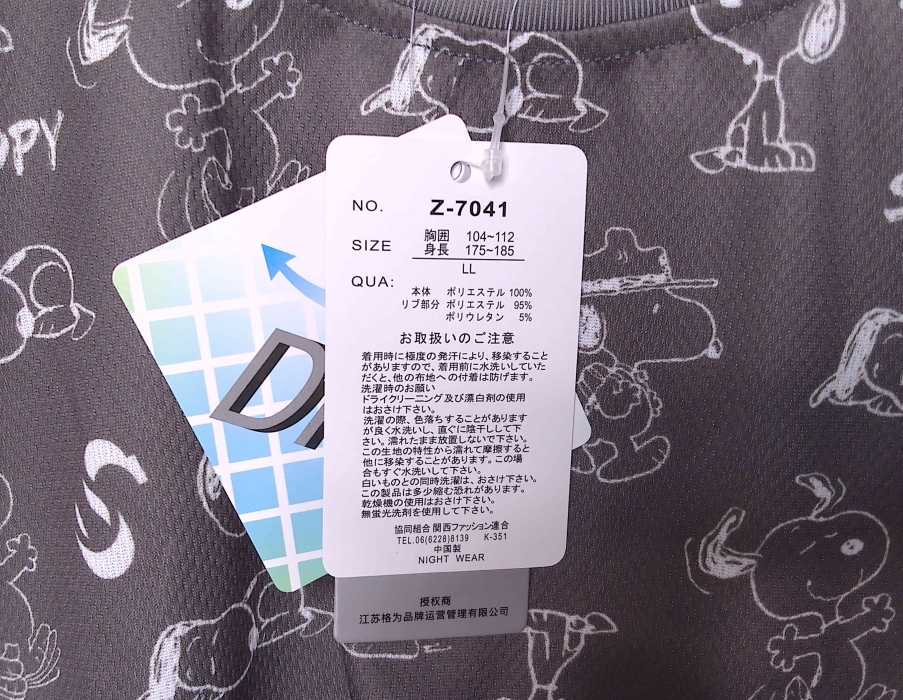 OPY
D
NO. Z-7041
SIZE 胸囲 104~112
身長 175~185
LL
QUA: 本体 ポリエステル 100%
リブ部分 ポリエステル 95%
ポリウレタン 5%
お取扱いのご注意
着用時に極度の発汗により、移染すること
がありますので、着用前に水洗いしていた
だくと、他の布地への付着は防げます。
洗濯時のお願い
ドライクリーニング及び漂白剤の使用
はおさけ下さい。
洗濯の際、色落ちすることがあります
が良く水洗いし、直ぐに陰干しして下
さい。濡れたまま放置しないで下さい。
この生地の特性から濡れて摩擦すると
他に移染することがあります。この場
合もすぐ水洗いして下さい。
白いものとの同時洗濯は、おさけ下さい。
この製品は多少縮む恐れがあります。
乾燥機の使用はおさけ下さい。
無蛍光洗剤を使用して下さい。
協同組合 関西ファッション連合
TEL.06(6228)8139 K-351
中国製
NIGHT WEAR
授权商
江苏格为品牌运营管理有限公司